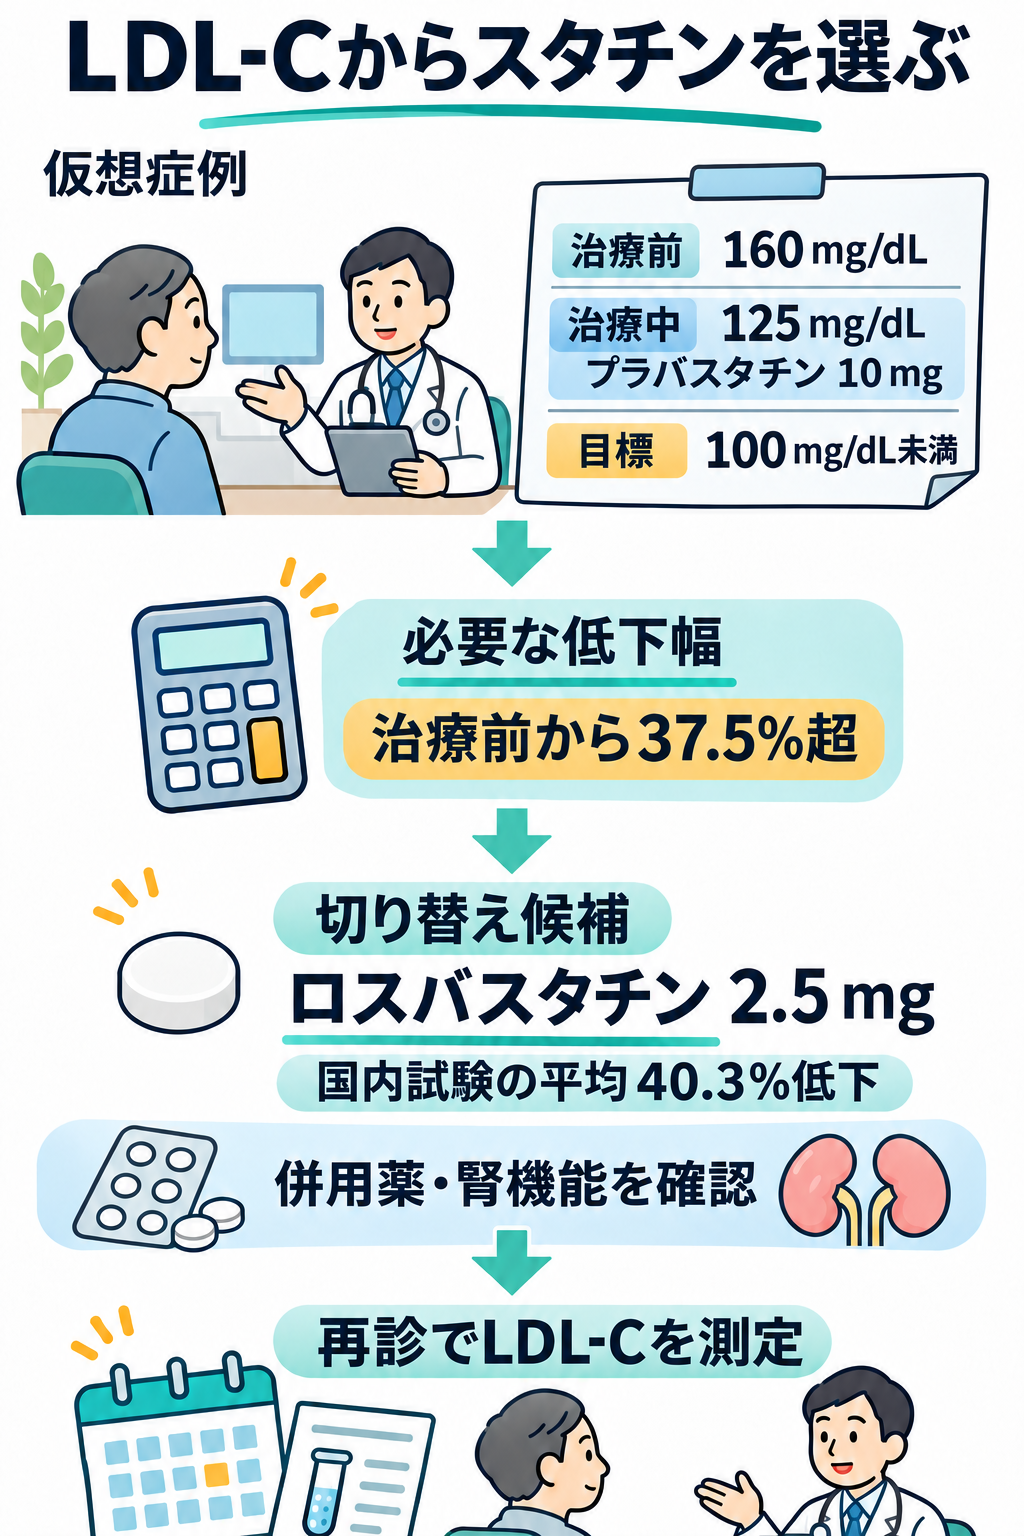 LDL-Cからスタチンを選ぶ
仮想症例
治療前 160 mg/dL
治療中 125 mg/dL
プラバスタチン 10 mg
目標 100 mg/dL未満
必要な低下幅
治療前から37.5%超
切り替え候補
ロスバスタチン 2.5 mg
国内試験の平均40.3%低下
併用薬・腎機能を確認
再診でLDL-Cを測定